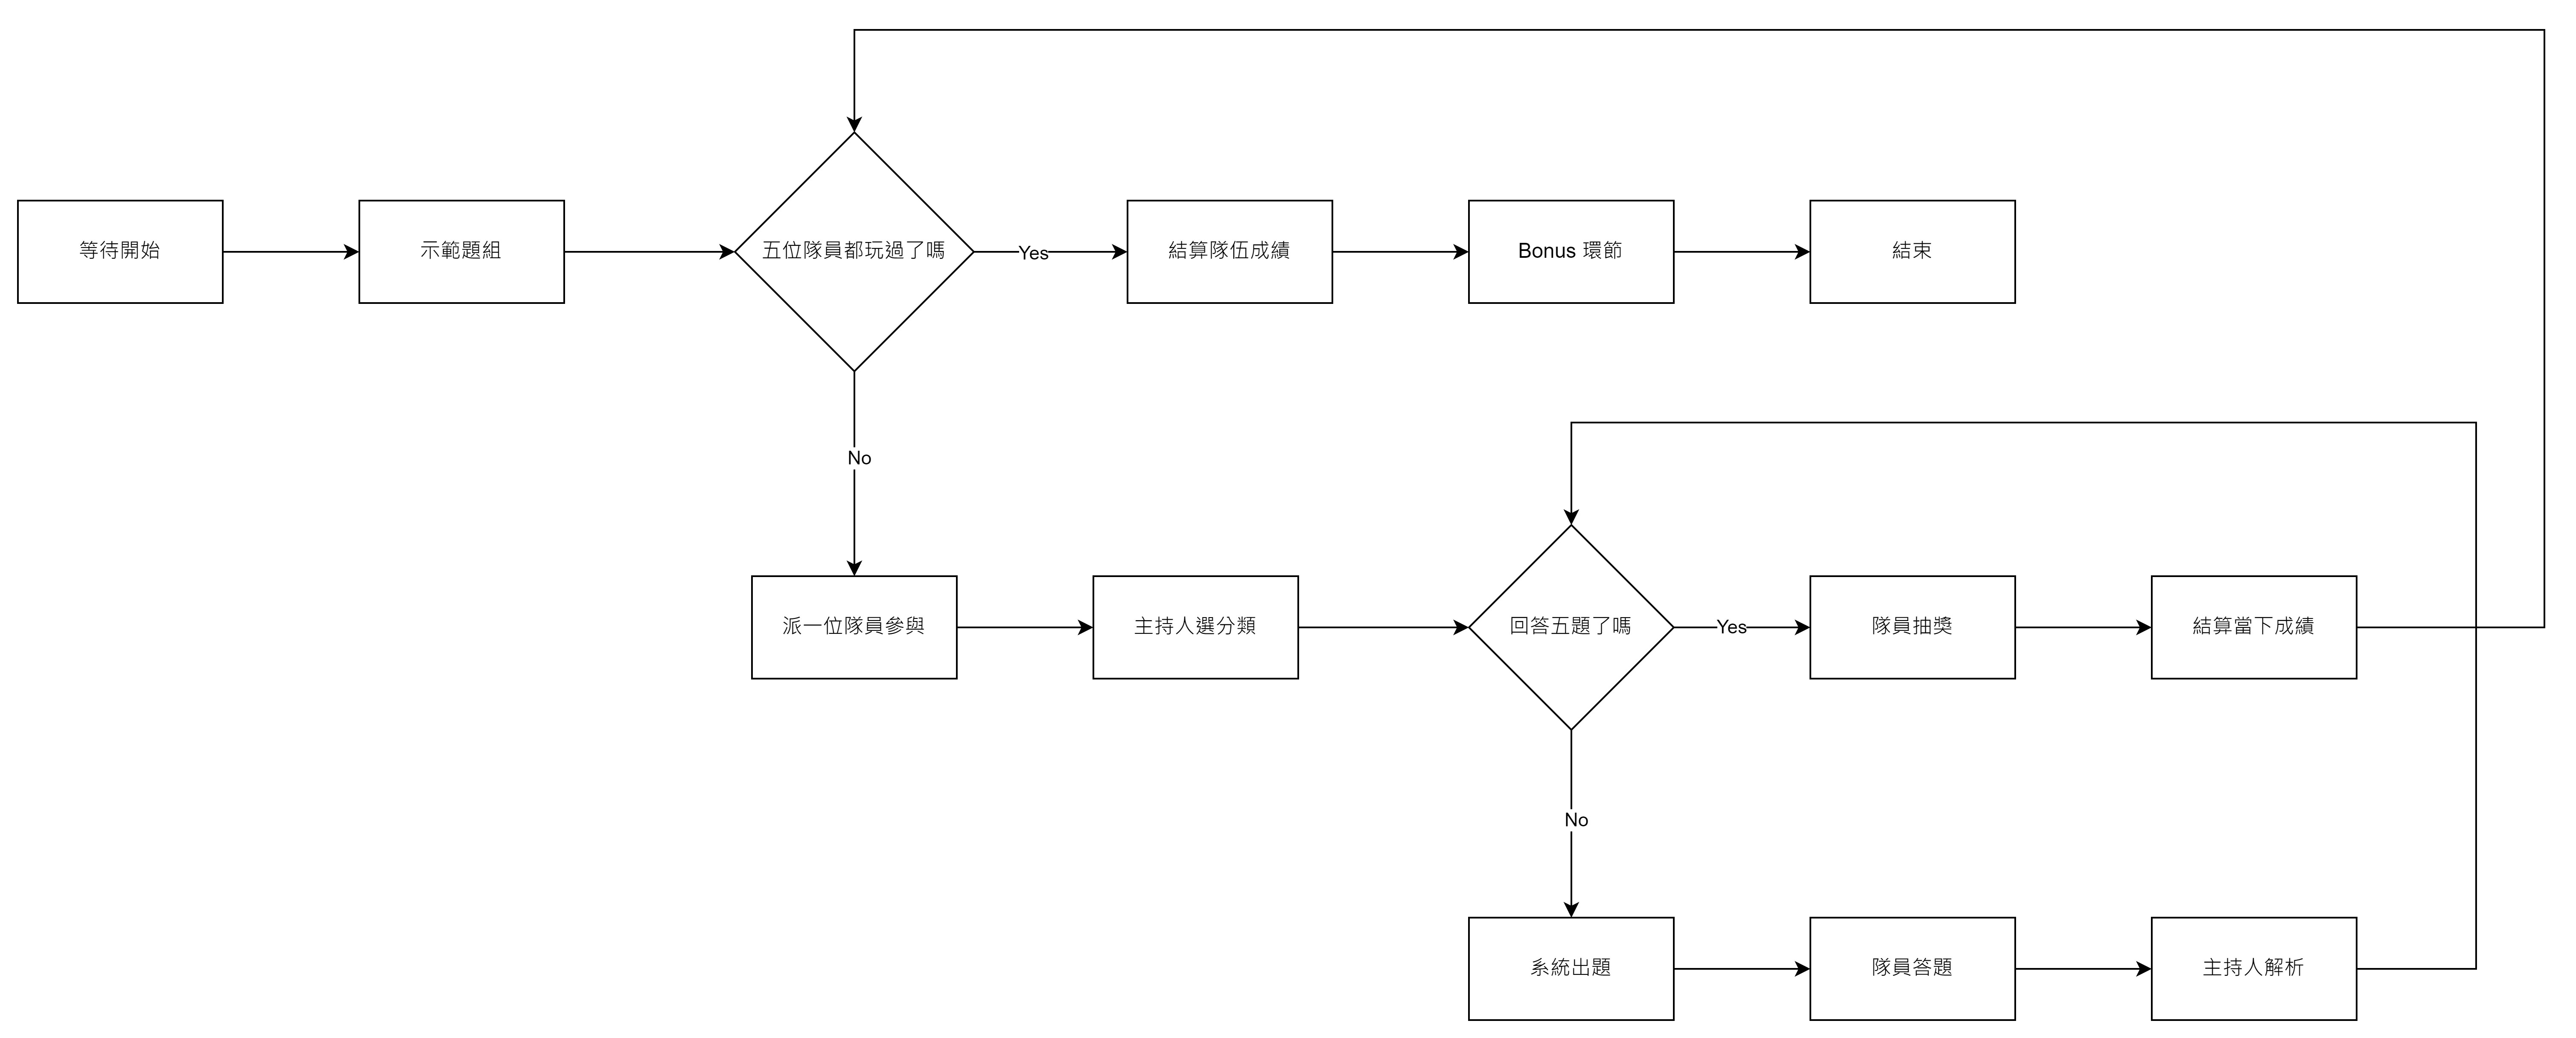 等待開始
示範題組
五位隊員都玩過了嗎
Yes
結算隊伍成績
Bonus 環節
結束
No
派一位隊員參與
主持人選分類
回答五題了嗎
Yes
隊員抽獎
結算當下成績
No
系統出題
隊員答題
主持人解析